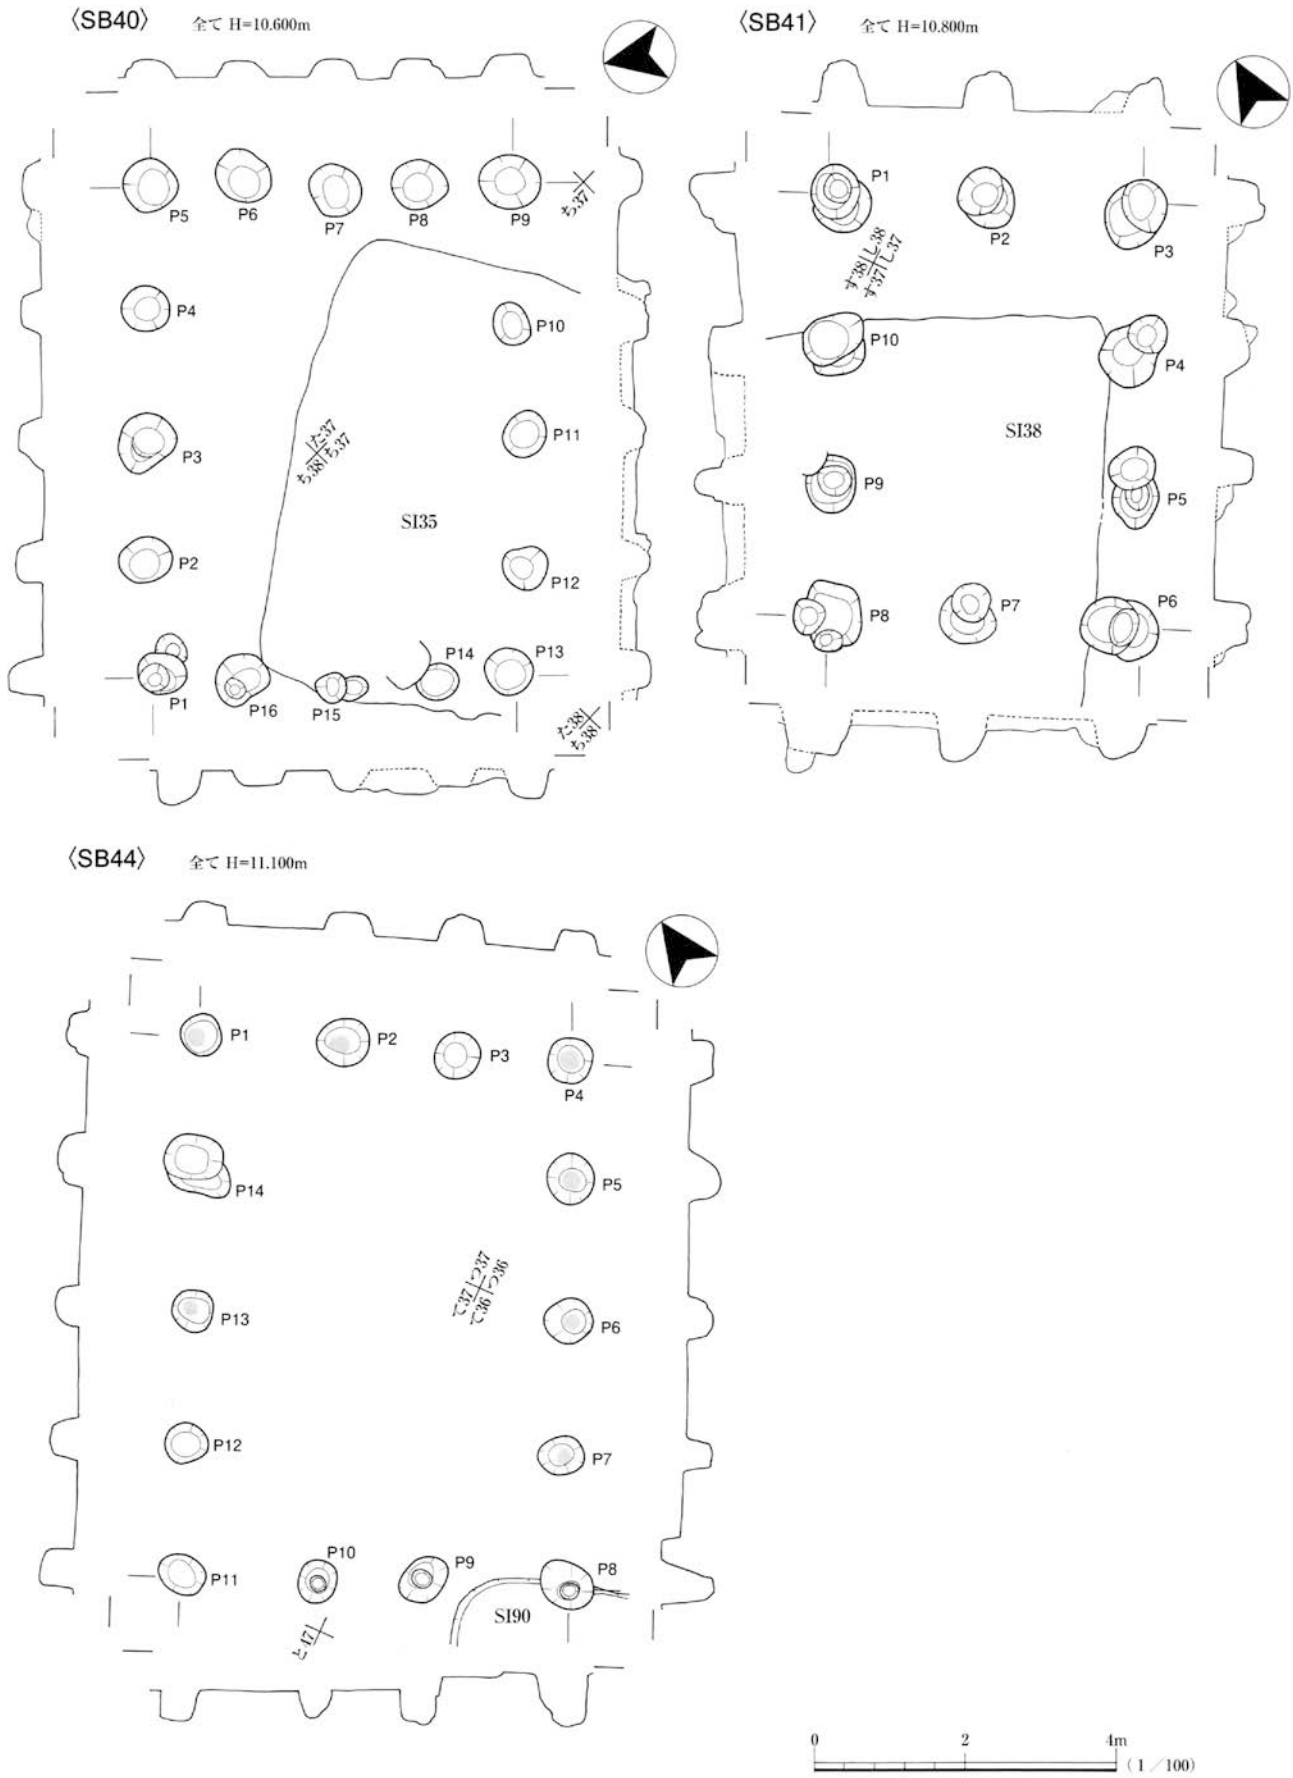 〈SB40〉 全て H=10.600m
P5
P6
P7
P8
P9
ち37
P4
P10
た37
ち38 ち37
P3
P11
SI35
P2
P12
P1
P16
P15
P14
P13
た38
ち38
〈SB41〉 全て H=10.800m
P1
P2
P3
す38 し38
す37 し37
P10
P4
SI38
P9
P5
P8
P7
P6
〈SB44〉 全て H=11.100m
P1
P2
P3
P4
P14
P5
て37 つ37
て36 つ36
P13
P6
P12
P7
P11
P10
P9
P8
SI90
と47
0 2 4m
(1／100)